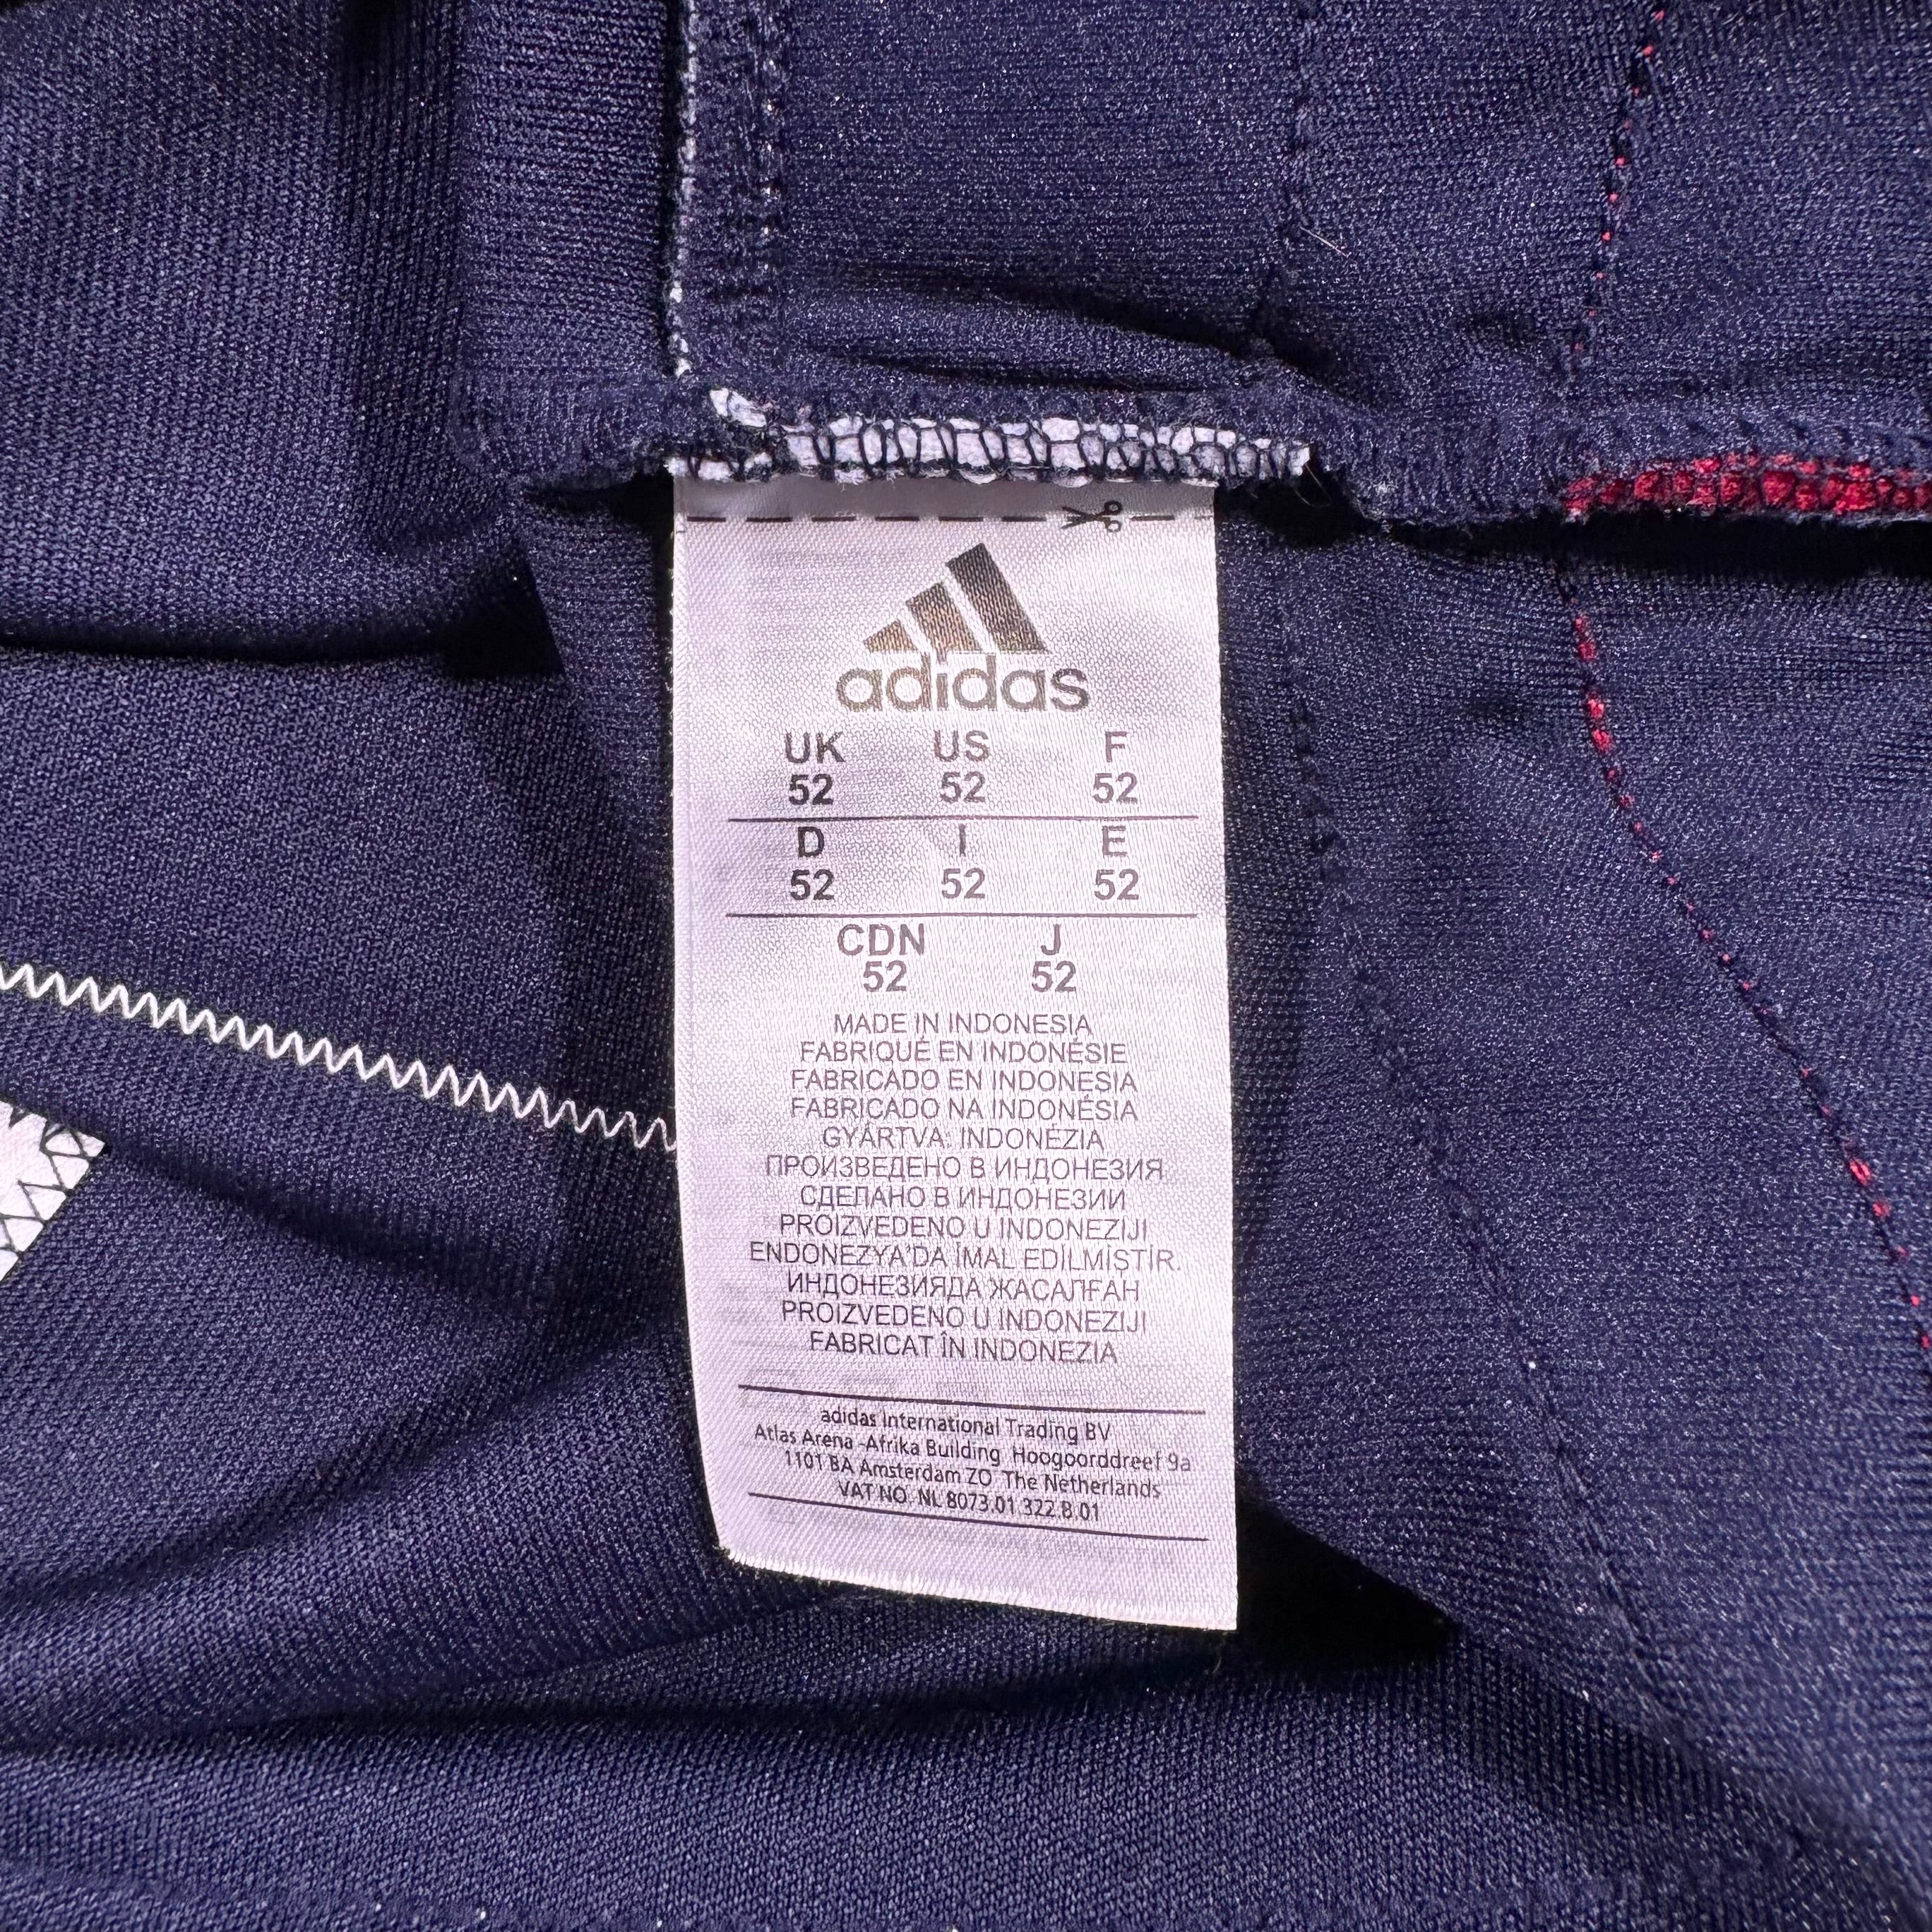 adidas
UK US F
52 52 52
D I E
52 52 52
CDN J
52 52
MADE IN INDONESIA
FABRIQUÉ EN INDONÉSIE
FABRICADO EN INDONESIA
FABRICADO NA INDONÉSIA
GYÁRTVA: INDONÉZIA
ПРОИЗВЕДЕНО В ИНДОНЕЗИЯ
СДЕЛАНО В ИНДОНЕЗИИ
PROIZVEDENO U INDONEZIJI
ENDONEZYA'DA İMAL EDİLMİŞTİR.
ИНДОНЕЗИЯДА ЖАСАЛҒАН
PROIZVEDENO U INDONEZIJI
FABRICAT ÎN INDONEZIA
adidas International Trading BV
Atlas Arena -Afrika Building Hoogoorddreef 9a
1101 BA Amsterdam ZO The Netherlands
VAT NO. NL 8073.01.322.B.01